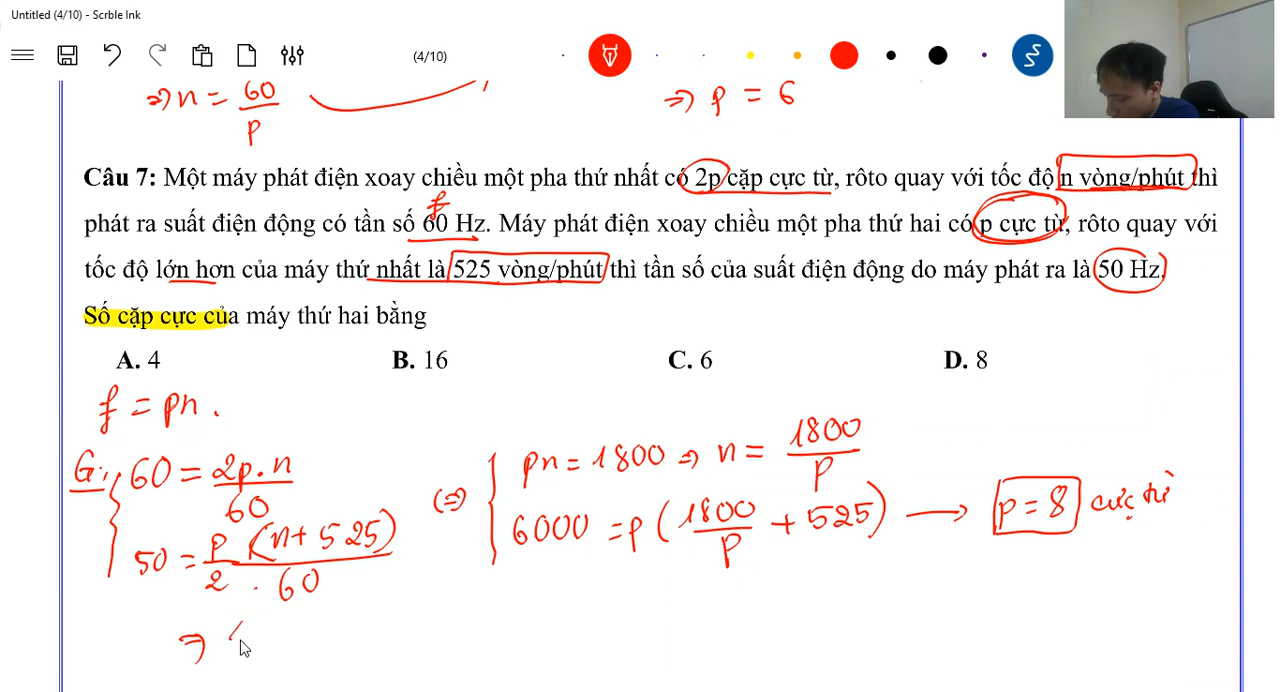 Untitled (4/10) - Scrble Ink
(4/10)
=> n = 60/p
=> p = 6
Câu 7: Một máy phát điện xoay chiều một pha thứ nhất có 2p cặp cực từ, rôto quay với tốc độ n vòng/phút thì
f
phát ra suất điện động có tần số 60 Hz. Máy phát điện xoay chiều một pha thứ hai có p cực từ, rôto quay với
tốc độ lớn hơn của máy thứ nhất là 525 vòng/phút thì tần số của suất điện động do máy phát ra là 50 Hz.
Số cặp cực của máy thứ hai bằng
A. 4 B. 16 C. 6 D. 8
f = pn.
G: 60 = 2p.n/60
50 = p/2 . (n+525)/60
(=>) pn = 1800 => n = 1800/p
6000 = p(1800/p + 525) → p = 8 cực từ
=>